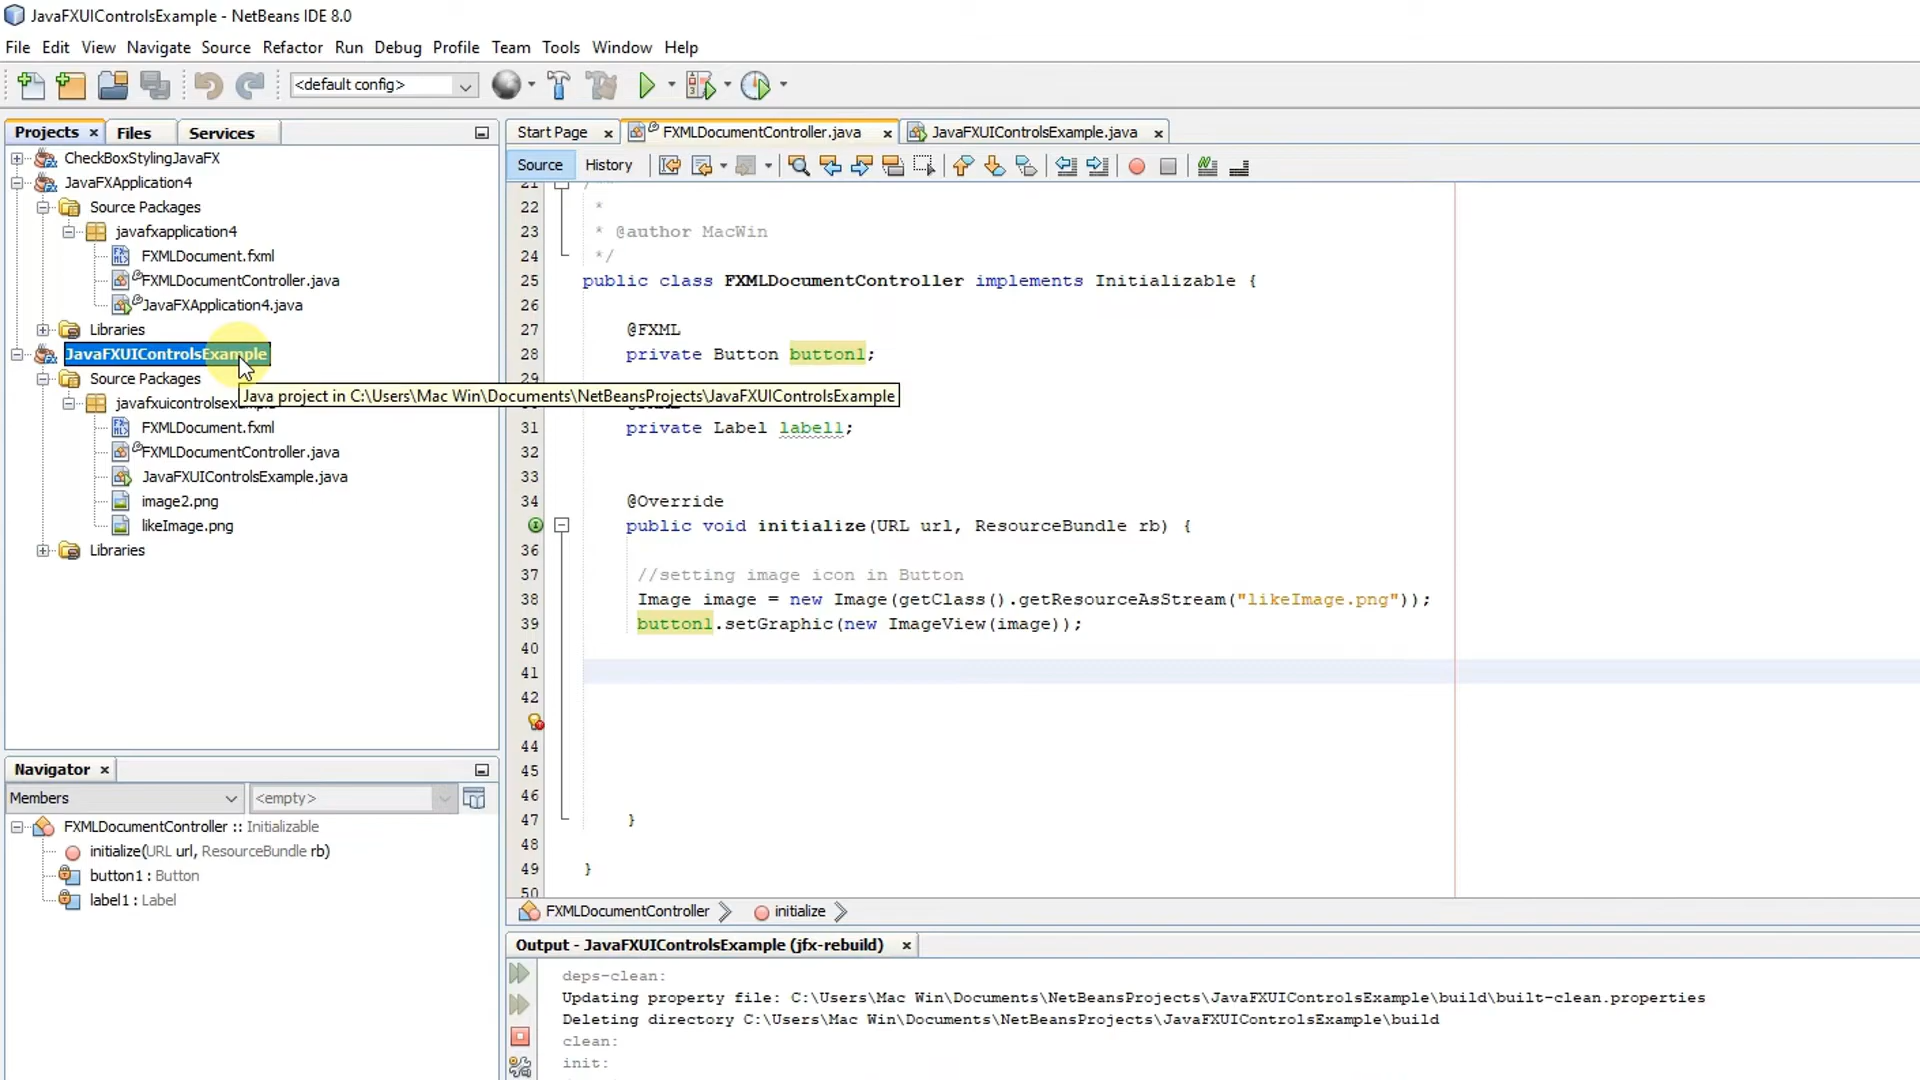 JavaFXUIControlsExample - NetBeans IDE 8.0
File Edit View Navigate Source Refactor Run Debug Profile Team Tools Window Help
<default config>
Projects Files Services
CheckBoxStylingJavaFX
JavaFXApplication4
Source Packages
javafxapplication4
FXMLDocument.fxml
FXMLDocumentController.java
JavaFXApplication4.java
Libraries
JavaFXUIControlsExample
Source Packages
javafxuicontrolsex
FXMLDocument.fxml
FXMLDocumentController.java
JavaFXUIControlsExample.java
image2.png
likeImage.png
Libraries
Java project in C:\Users\Mac Win\Documents\NetBeansProjects\JavaFXUIControlsExample
Navigator
Members <empty>
FXMLDocumentController :: Initializable
initialize(URL url, ResourceBundle rb)
button1 : Button
label1 : Label
Start Page FXMLDocumentController.java JavaFXUIControlsExample.java
Source History
21 /**
22 *
23 * @author MacWin
24 */
25 public class FXMLDocumentController implements Initializable {
26
27 @FXML
28 private Button button1;
29
31 private Label label1;
32
33
34 @Override
public void initialize(URL url, ResourceBundle rb) {
36
37 //setting image icon in Button
38 Image image = new Image(getClass().getResourceAsStream("likeImage.png"));
39 button1.setGraphic(new ImageView(image));
40
41
42
44
45
46
47 }
48
49 }
50
FXMLDocumentController initialize
Output - JavaFXUIControlsExample (jfx-rebuild)
deps-clean:
Updating property file: C:\Users\Mac Win\Documents\NetBeansProjects\JavaFXUIControlsExample\build\built-clean.properties
Deleting directory C:\Users\Mac Win\Documents\NetBeansProjects\JavaFXUIControlsExample\build
clean:
init: